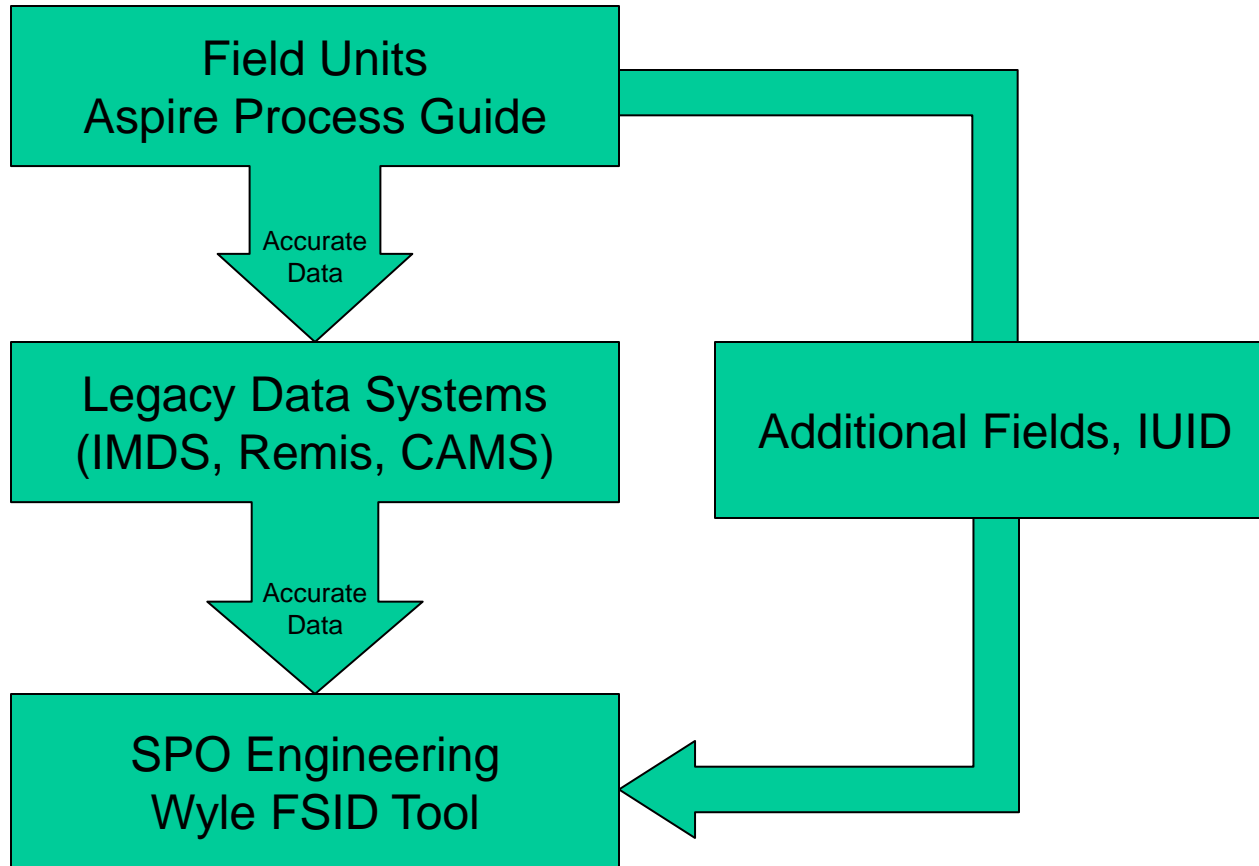 Field Units
Aspire Process Guide
Accurate
Data
Legacy Data Systems
(IMDS, Remis, CAMS)
Additional Fields, IUID
Accurate
Data
SPO Engineering
Wyle FSID Tool